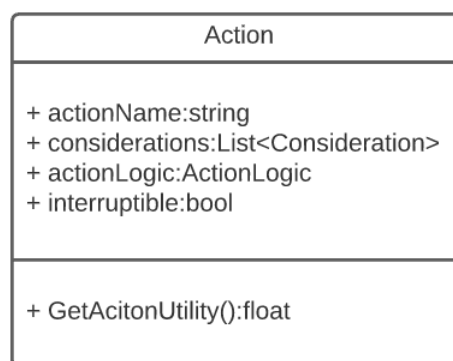 Action
+ actionName:string
+ considerations:List<Consideration>
+ actionLogic:ActionLogic
+ interruptible:bool
+ GetAcitonUtility():float